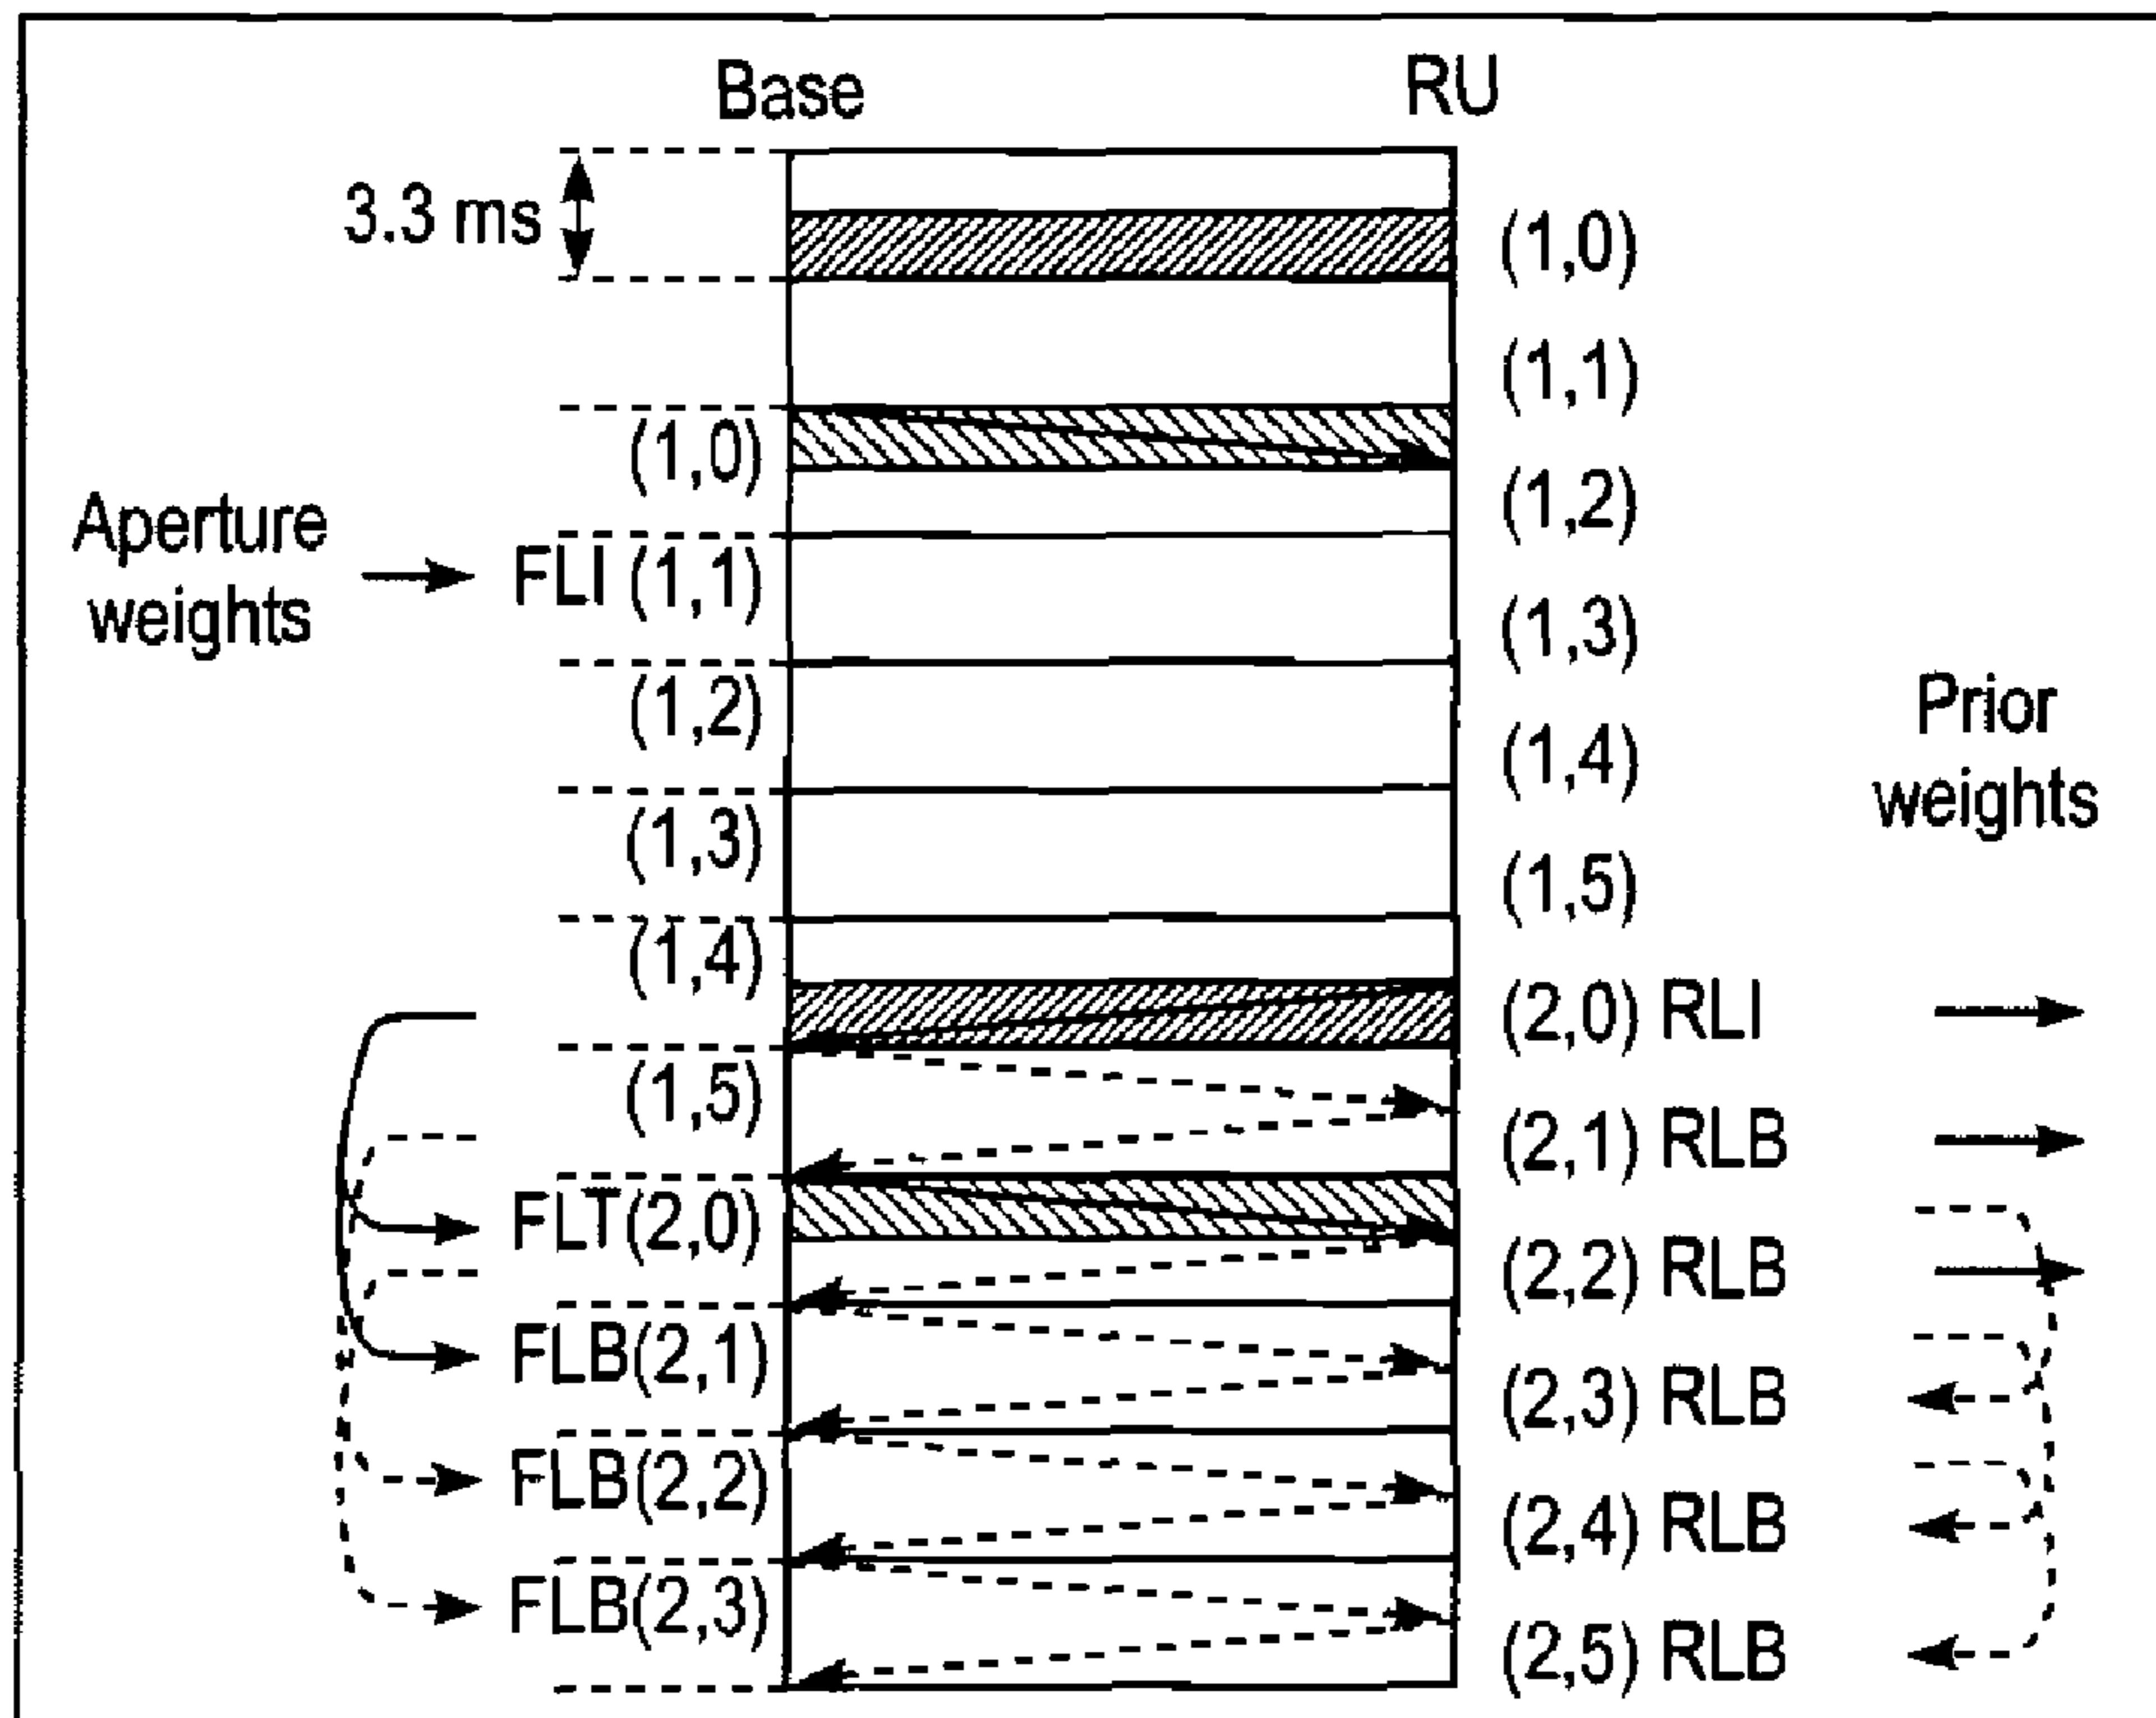 Base RU
3.3 ms
(1,0)
(1,1)
(1,0)
(1,2)
Aperture
weights
FLI (1,1)
(1,3)
(1,2)
Prior
weights
(1,4)
(1,3)
(1,5)
(1,4)
(2,0) RLI
(1,5)
(2,1) RLB
FLT(2,0)
(2,2) RLB
FLB(2,1)
(2,3) RLB
FLB(2,2)
(2,4) RLB
FLB(2,3)
(2,5) RLB